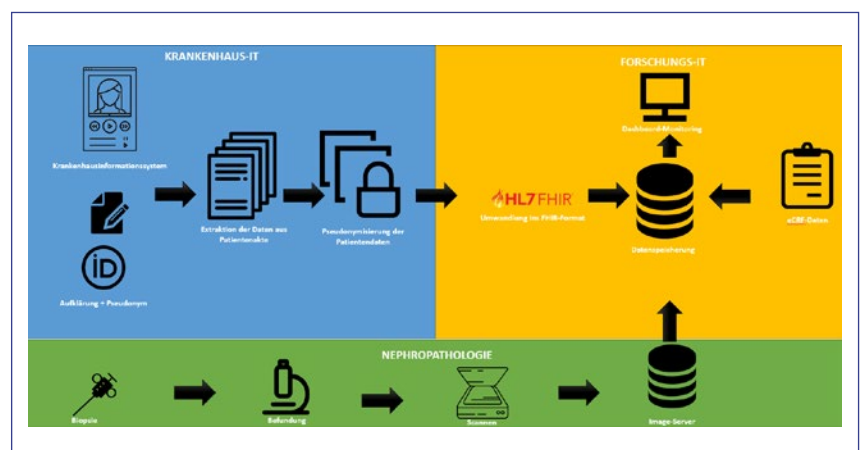 KRANKENHAUS-IT
Krankenhausinformationssystem
Aufklärung + Pseudonym
Extraktion der Daten aus
Patientenakte
Pseudonymisierung der
Patientendaten
FORSCHUNGS-IT
Dashboard-Monitoring
HL7 FHIR
Umwandlung ins FHIR-Format
Datenspeicherung
eCRF-Daten
NEPHROPATHOLOGIE
Biopsie
Befundung
Scannen
Image-Server